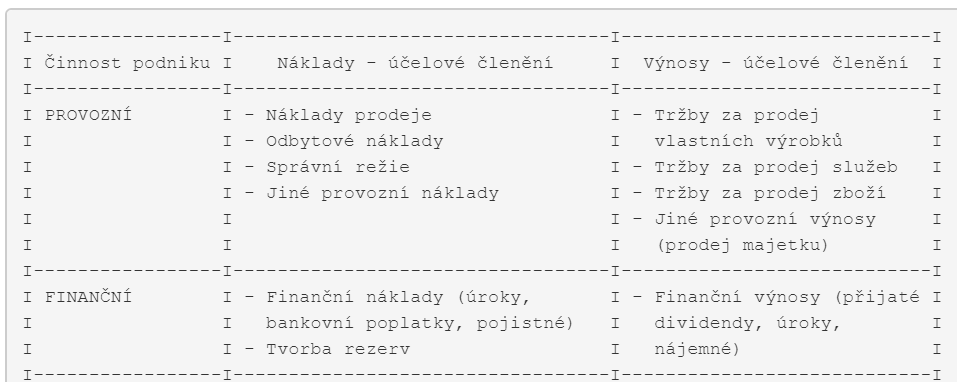 I-----------------I----------------------------------I----------------------------I
I Činnost podniku I    Náklady - účelové členění     I  Výnosy - účelové členění  I
I-----------------I----------------------------------I----------------------------I
I PROVOZNÍ        I - Náklady prodeje                I - Tržby za prodej          I
I                 I - Odbytové náklady               I   vlastních výrobků        I
I                 I - Správní režie                  I - Tržby za prodej služeb   I
I                 I - Jiné provozní náklady          I - Tržby za prodej zboží    I
I                 I                                  I - Jiné provozní výnosy     I
I                 I                                  I   (prodej majetku)         I
I-----------------I----------------------------------I----------------------------I
I FINANČNÍ        I - Finanční náklady (úroky,       I - Finanční výnosy (přijaté I
I                 I   bankovní poplatky, pojistné)   I   dividendy, úroky,        I
I                 I - Tvorba rezerv                  I   nájemné)                 I
I-----------------I----------------------------------I----------------------------I